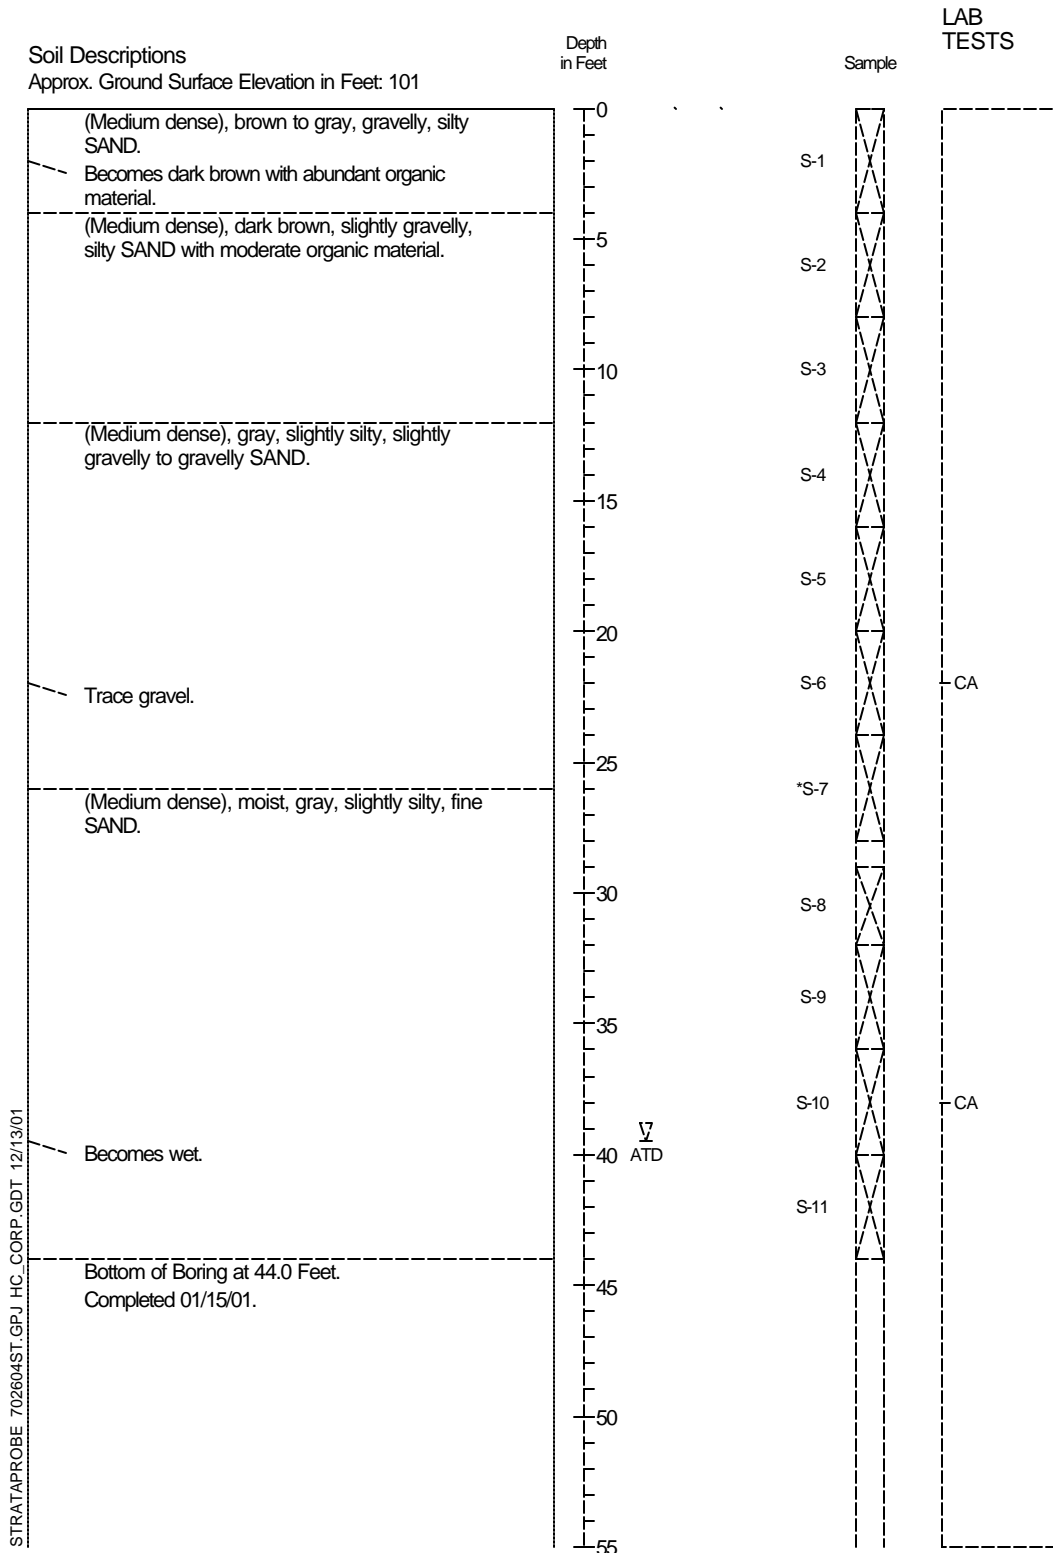 LAB
TESTS
Soil Descriptions
Depth
in Feet
Sample
Approx. Ground Surface Elevation in Feet: 101
0
(Medium dense), brown to gray, gravelly, silty
SAND.
S-1
Becomes dark brown with abundant organic
material.
(Medium dense), dark brown, slightly gravelly,
silty SAND with moderate organic material.
5
S-2
10
S-3
(Medium dense), gray, slightly silty, slightly
gravelly to gravelly SAND.
S-4
15
S-5
20
Trace gravel.
S-6
CA
25
*S-7
(Medium dense), moist, gray, slightly silty, fine
SAND.
30
S-8
S-9
35
S-10
CA
Becomes wet.
40
ATD
S-11
Bottom of Boring at 44.0 Feet.
Completed 01/15/01.
45
50
55
STRATAPROBE 702604ST.GPJ HC_CORP.GDT 12/13/01